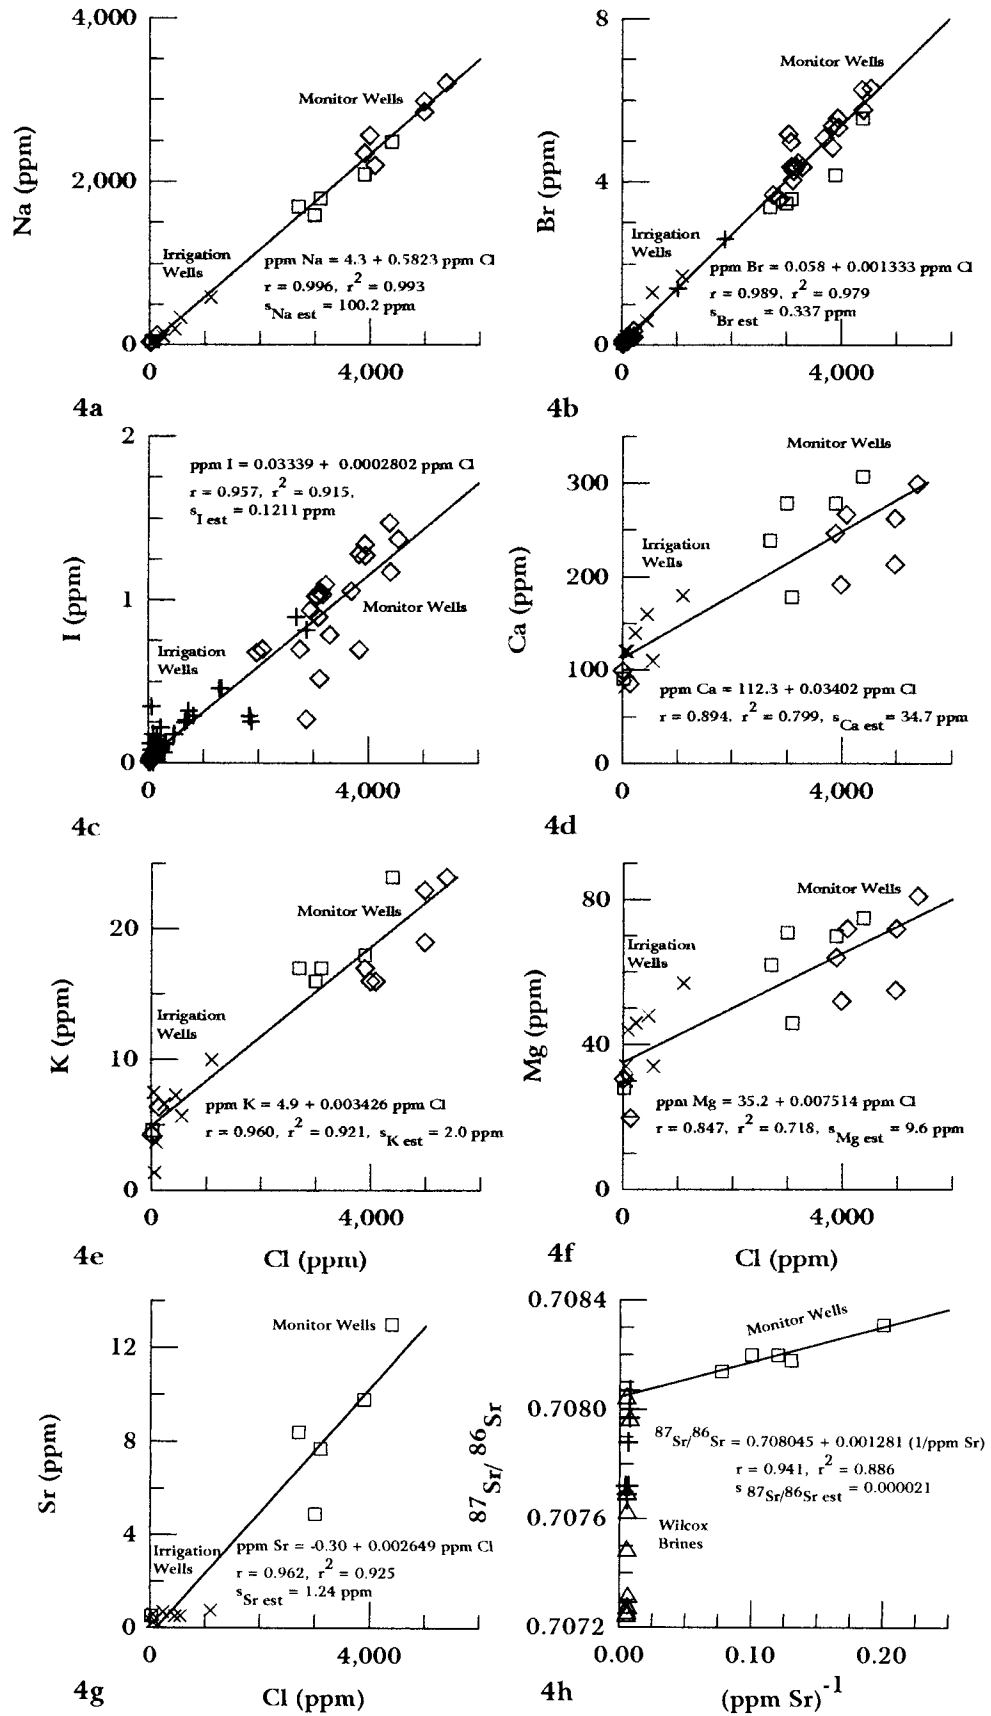 4,000
2,000
0
Na (ppm)
Monitor Wells
Irrigation
Wells
ppm Na = 4.3 + 0.5823 ppm Cl
r = 0.996, r² = 0.993
s Na est = 100.2 ppm
0
4,000
4a
8
4
0
Br (ppm)
Monitor Wells
Irrigation
Wells
ppm Br = 0.058 + 0.001333 ppm Cl
r = 0.989, r² = 0.979
s Br est = 0.337 ppm
0
4,000
4b
2
1
0
I (ppm)
ppm I = 0.03339 + 0.0002802 ppm Cl
r = 0.957, r² = 0.915,
s I est = 0.1211 ppm
Monitor Wells
Irrigation
Wells
0
4,000
4c
300
200
100
0
Ca (ppm)
Monitor Wells
Irrigation
Wells
ppm Ca = 112.3 + 0.03402 ppm Cl
r = 0.894, r² = 0.799, s Ca est = 34.7 ppm
0
4,000
4d
20
10
0
K (ppm)
Monitor Wells
Irrigation
Wells
ppm K = 4.9 + 0.003426 ppm Cl
r = 0.960, r² = 0.921, s K est = 2.0 ppm
0
4,000
4e
Cl (ppm)
80
40
0
Mg (ppm)
Monitor Wells
Irrigation
Wells
ppm Mg = 35.2 + 0.007514 ppm Cl
r = 0.847, r² = 0.718, s Mg est = 9.6 ppm
0
4,000
4f
Cl (ppm)
12
8
4
0
Sr (ppm)
Monitor Wells
Irrigation
Wells
ppm Sr = -0.30 + 0.002649 ppm Cl
r = 0.962, r² = 0.925
s Sr est = 1.24 ppm
0
4,000
4g
Cl (ppm)
0.7084
0.7080
0.7076
0.7072
87Sr/ 86Sr
Monitor Wells
87Sr/86Sr = 0.708045 + 0.001281 (1/ppm Sr)
r = 0.941, r² = 0.886
s 87Sr/86Sr est = 0.000021
Wilcox
Brines
0.00
0.10
0.20
4h
(ppm Sr)-1